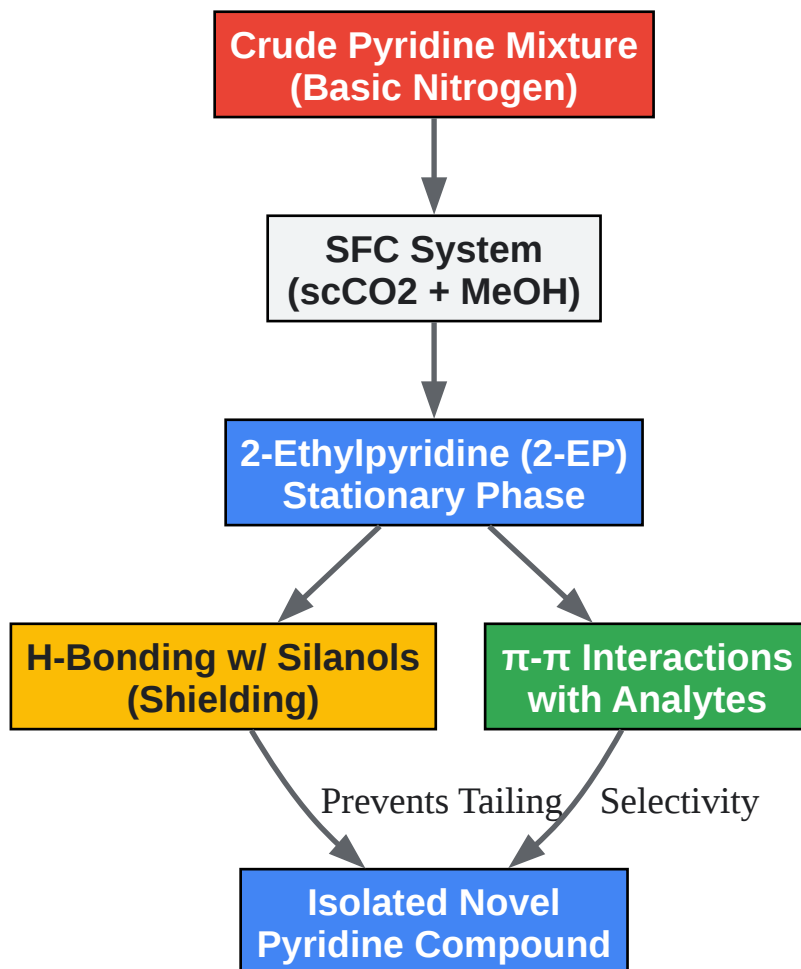 Crude Pyridine Mixture
(Basic Nitrogen)
SFC System
(scCO2 + MeOH)
2-Ethylpyridine (2-EP)
Stationary Phase
H-Bonding w/ Silanols
(Shielding)
π-π Interactions
with Analytes
Prevents Tailing
Selectivity
Isolated Novel
Pyridine Compound